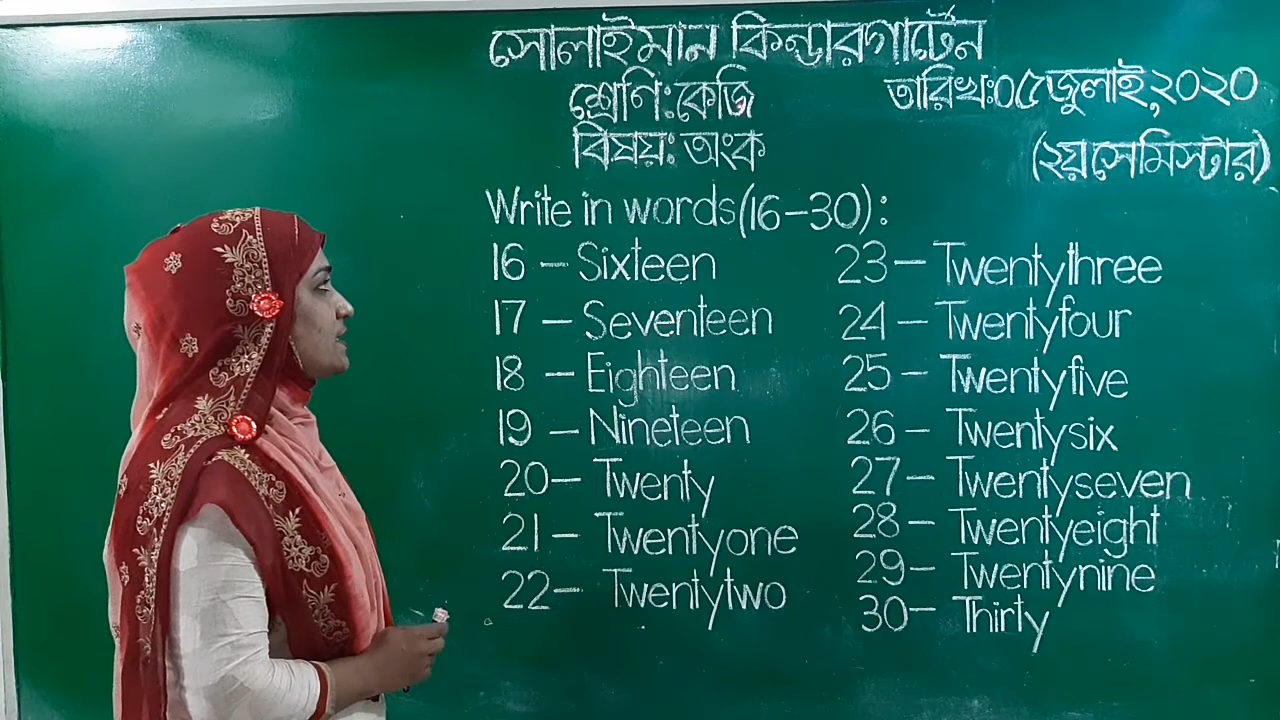 সোলাইমান কিন্ডারগার্টেন
শ্রেণি:কেজি
তারিখ:০৫জুলাই,২০২০
বিষয়: অংক
(২য়সেমিস্টার)
Write in words(16-30):
16 - Sixteen
17 - Seventeen
18 - Eighteen
19 - Nineteen
20- Twenty
21 - Twentyone
22- Twentytwo
23- Twentythree
24 - Twentyfour
25 - Twentyfive
26 - Twentysix
27- Twentyseven
28- Twentyeight
29- Twentynine
30- Thirty